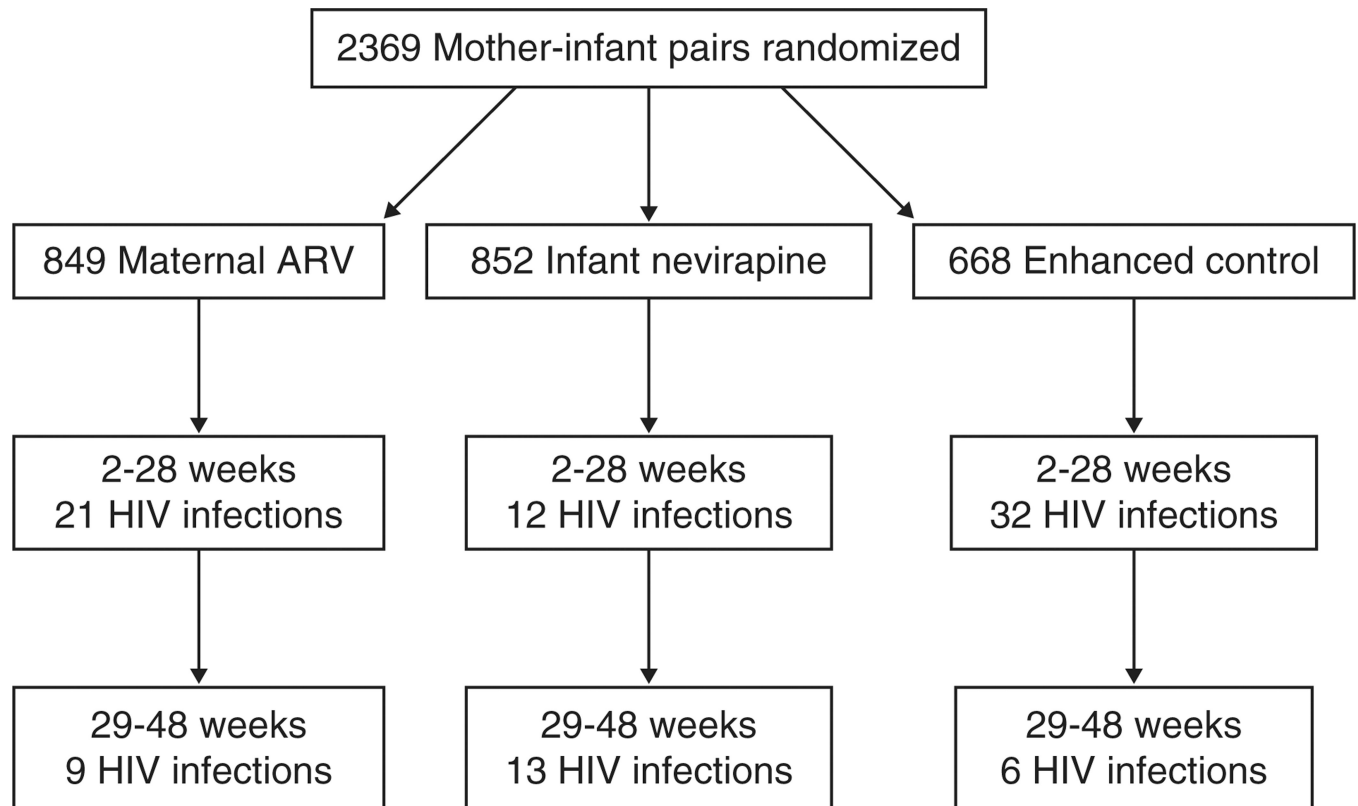 2369 Mother-infant pairs randomized
849 Maternal ARV
852 Infant nevirapine
668 Enhanced control
2-28 weeks
21 HIV infections
2-28 weeks
12 HIV infections
2-28 weeks
32 HIV infections
29-48 weeks
9 HIV infections
29-48 weeks
13 HIV infections
29-48 weeks
6 HIV infections